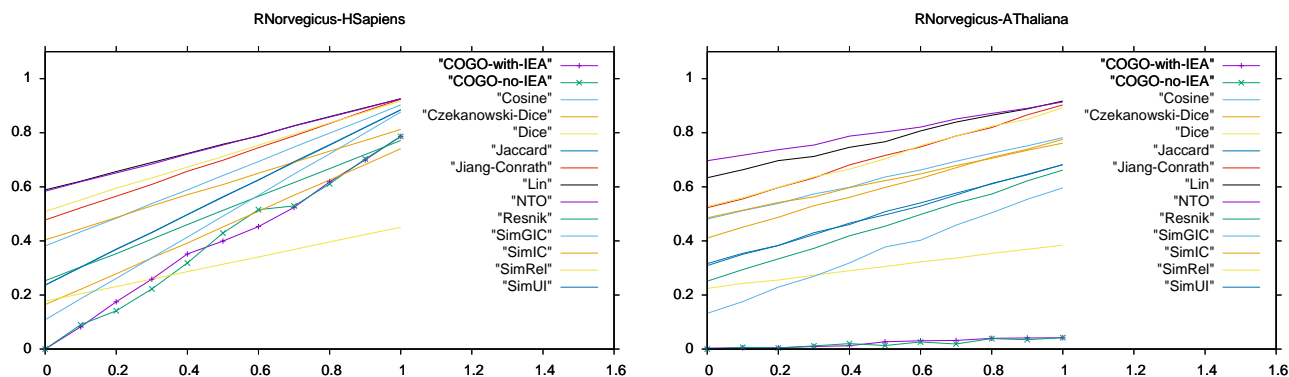 RNorvegicus-HSapiens
1
0.8
0.6
0.4
0.2
0
0 0.2 0.4 0.6 0.8 1 1.2 1.4 1.6
"COGO-with-IEA"
"COGO-no-IEA"
"Cosine"
"Czekanowski-Dice"
"Dice"
"Jaccard"
"Jiang-Conrath"
"Lin"
"NTO"
"Resnik"
"SimGIC"
"SimIC"
"SimRel"
"SimUI"
RNorvegicus-AThaliana
1
0.8
0.6
0.4
0.2
0
0 0.2 0.4 0.6 0.8 1 1.2 1.4 1.6
"COGO-with-IEA"
"COGO-no-IEA"
"Cosine"
"Czekanowski-Dice"
"Dice"
"Jaccard"
"Jiang-Conrath"
"Lin"
"NTO"
"Resnik"
"SimGIC"
"SimIC"
"SimRel"
"SimUI"